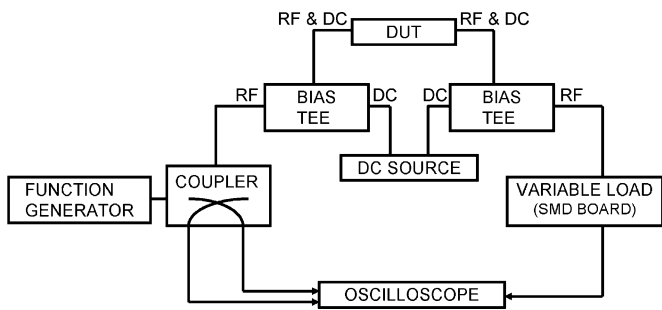 RF & DC
DUT
RF & DC
RF
BIAS
TEE
DC
DC
BIAS
TEE
RF
DC SOURCE
FUNCTION
GENERATOR
COUPLER
VARIABLE LOAD
(SMD BOARD)
OSCILLOSCOPE